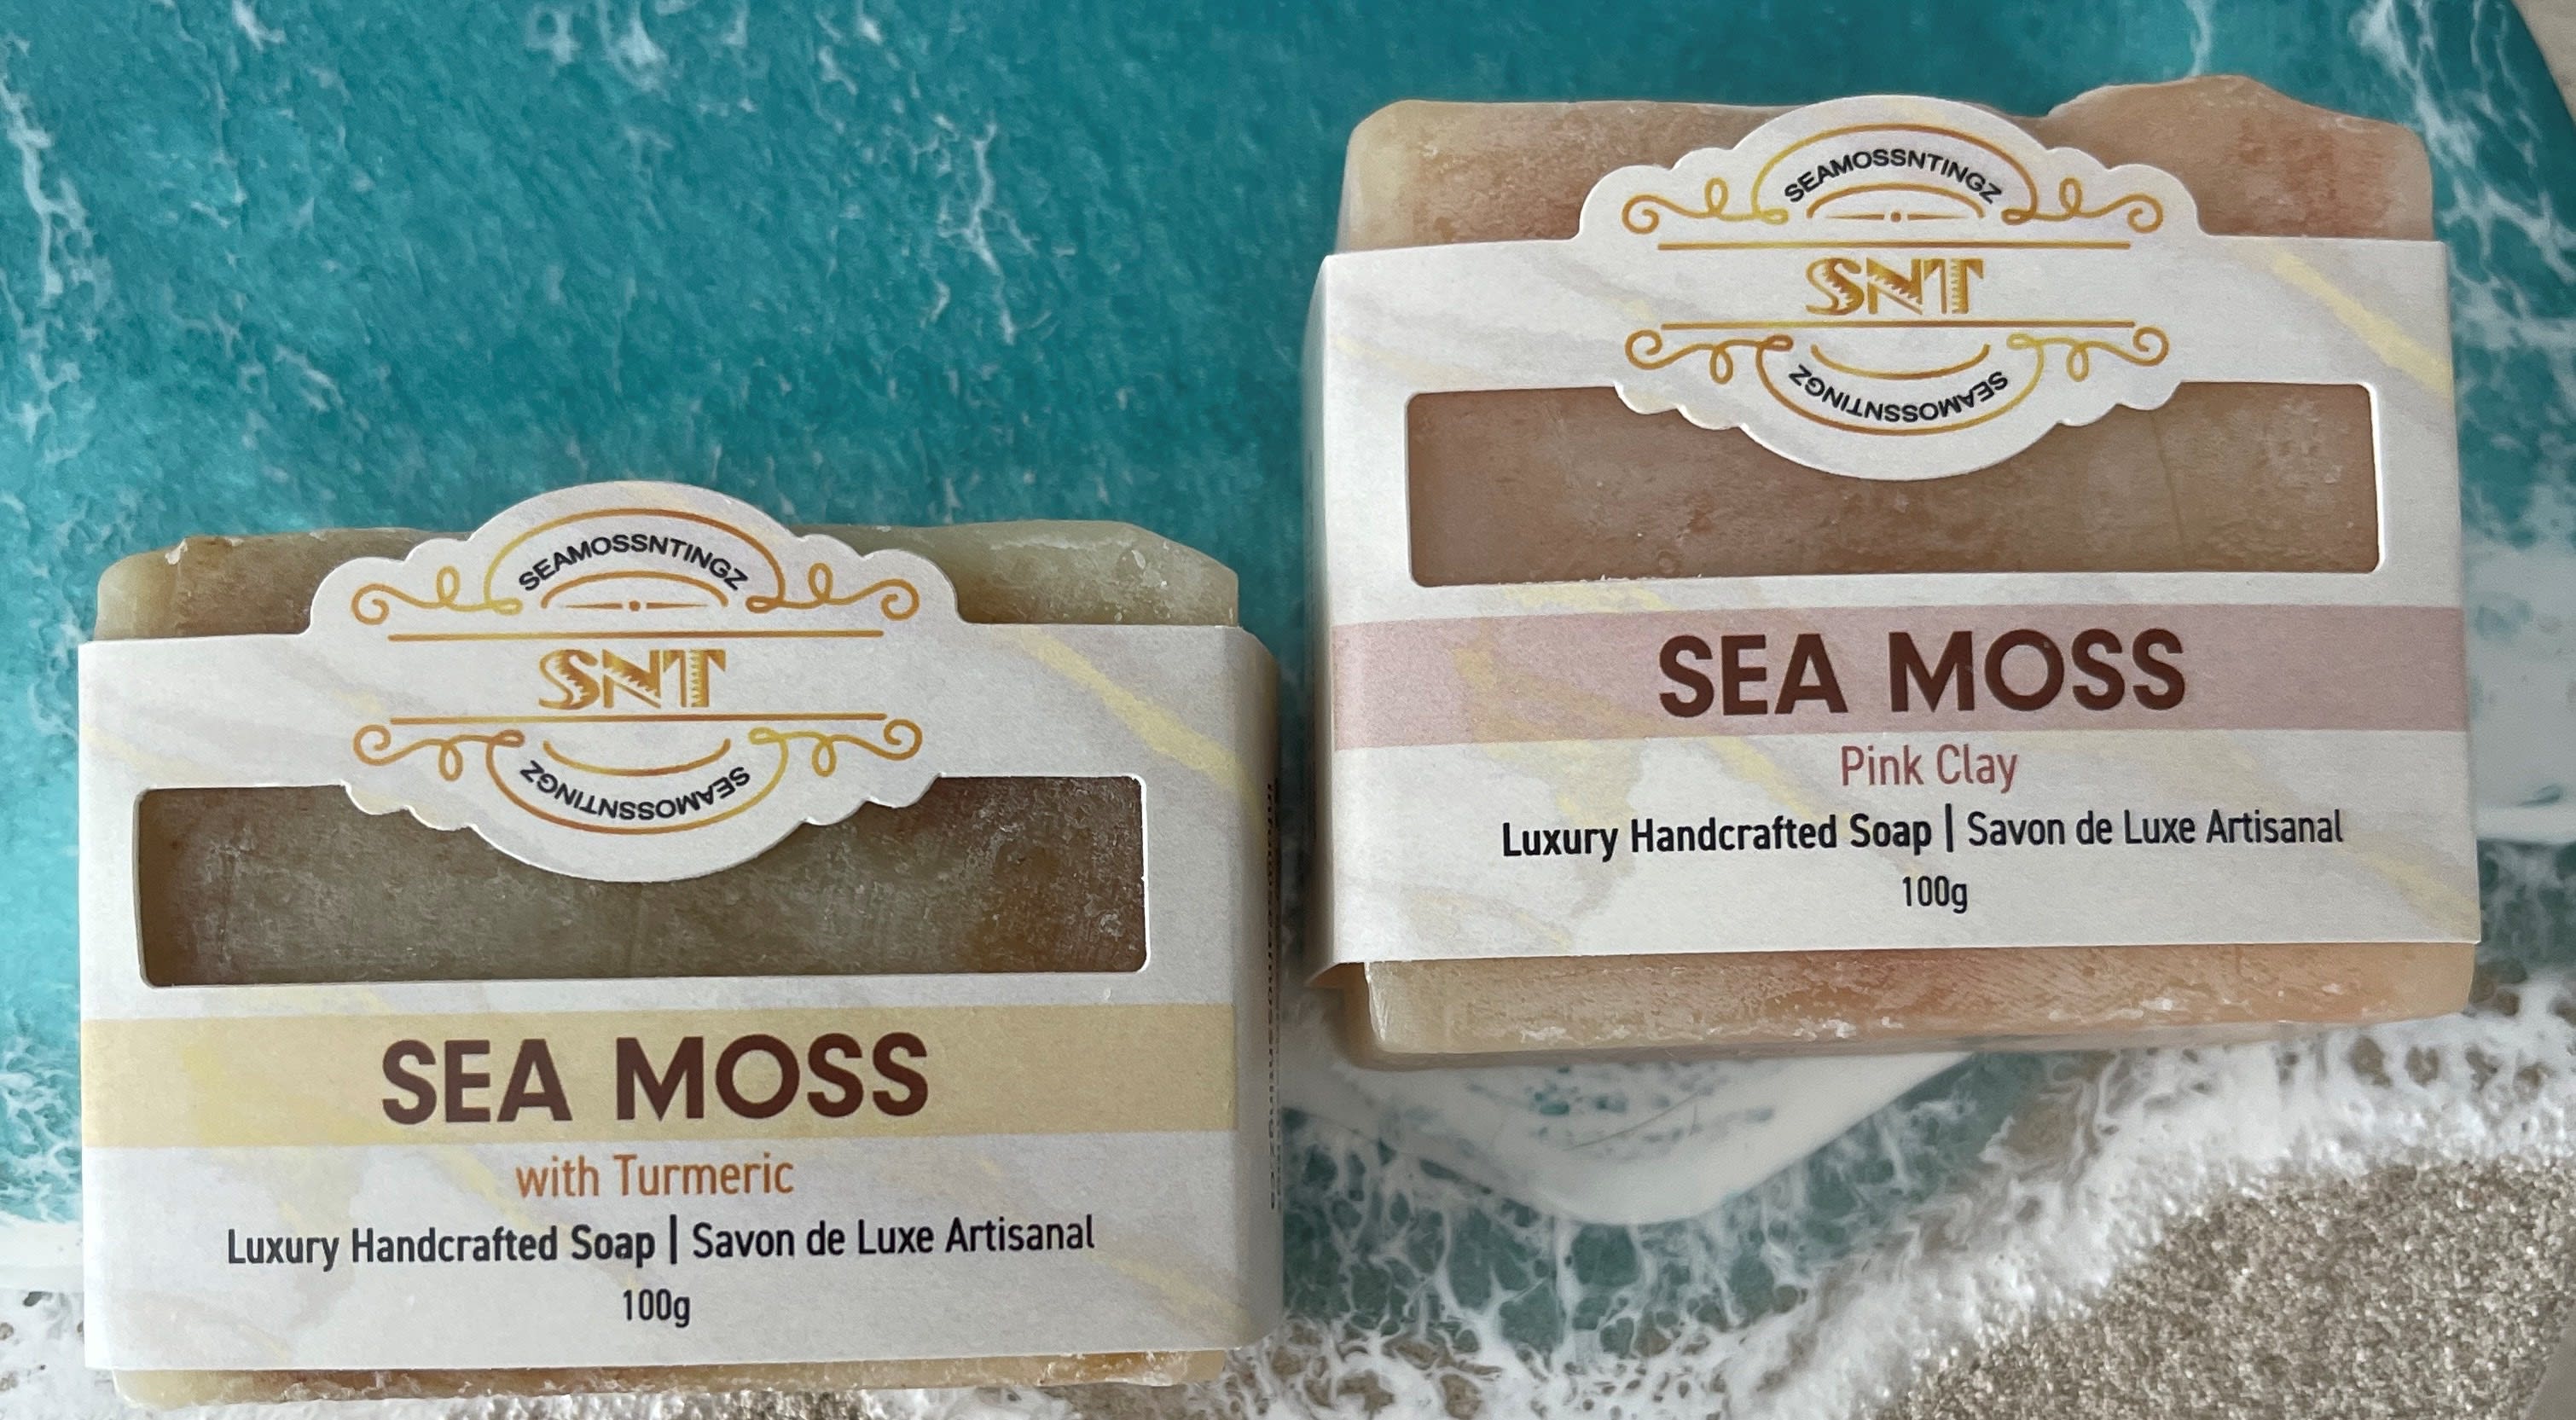 SEAMOSSNTINGZ
SNT
SEAMOSSNTINGZ
SEA MOSS
with Turmeric
Luxury Handcrafted Soap | Savon de Luxe Artisanal
100g
SEAMOSSNTINGZ
SNT
SEAMOSSNTINGZ
SEA MOSS
Pink Clay
Luxury Handcrafted Soap | Savon de Luxe Artisanal
100g